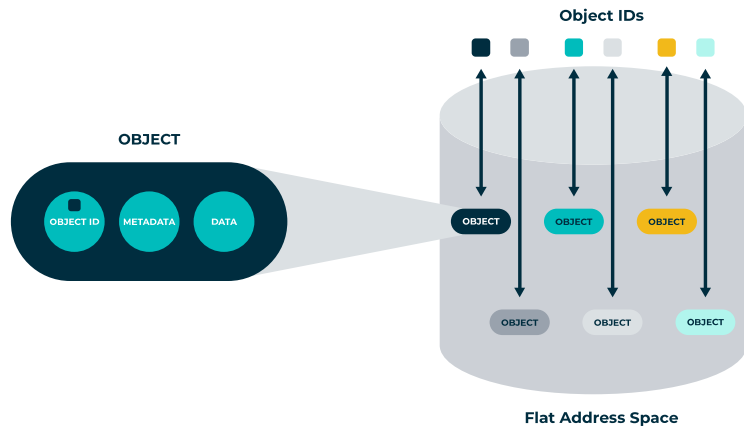 Object IDs
OBJECT
OBJECT ID
METADATA
DATA
OBJECT
OBJECT
OBJECT
OBJECT
OBJECT
OBJECT
Flat Address Space